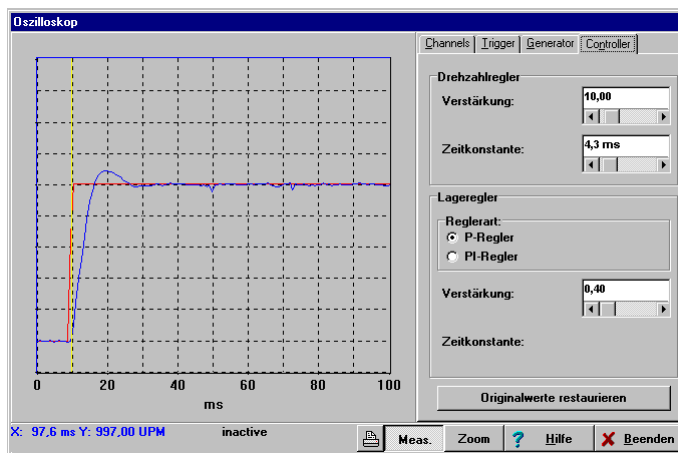 Oszilloskop
Channels Trigger Generator Controller
Drehzahlregler
Verstärkung: 10,00
Zeitkonstante: 4,3 ms
Lageregler
Reglerart:
P-Regler
PI-Regler
Verstärkung: 0,40
Zeitkonstante:
Originalwerte restaurieren
0 20 40 60 80 100
ms
X: 97,6 ms Y: 997,00 UPM inactive
Meas. Zoom ? Hilfe X Beenden